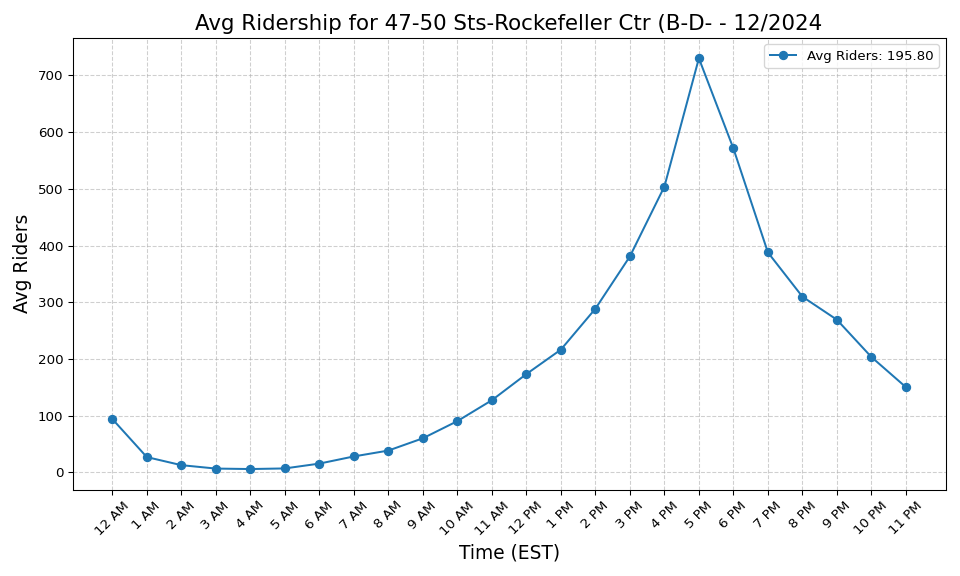 Avg Ridership for 47-50 Sts-Rockefeller Ctr (B-D- - 12/2024
Avg Riders: 195.80
Avg Riders
700
600
500
400
300
200
100
0
12 AM 1 AM 2 AM 3 AM 4 AM 5 AM 6 AM 7 AM 8 AM 9 AM 10 AM 11 AM 12 PM 1 PM 2 PM 3 PM 4 PM 5 PM 6 PM 7 PM 8 PM 9 PM 10 PM 11 PM
Time (EST)